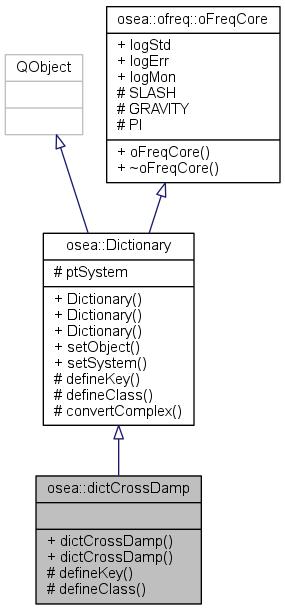 osea::ofreq::oFreqCore
+ logStd
+ logErr
+ logMon
# SLASH
# GRAVITY
# PI
+ oFreqCore()
+ ~oFreqCore()
QObject
osea::Dictionary
# ptSystem
+ Dictionary()
+ Dictionary()
+ Dictionary()
+ setObject()
+ setSystem()
# defineKey()
# defineClass()
# convertComplex()
osea::dictCrossDamp
+ dictCrossDamp()
+ dictCrossDamp()
# defineKey()
# defineClass()